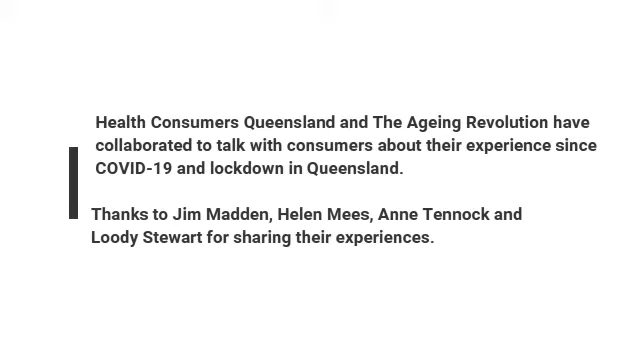 Health Consumers Queensland and The Ageing Revolution have
collaborated to talk with consumers about their experience since
COVID-19 and lockdown in Queensland.
Thanks to Jim Madden, Helen Mees, Anne Tennock and
Loody Stewart for sharing their experiences.